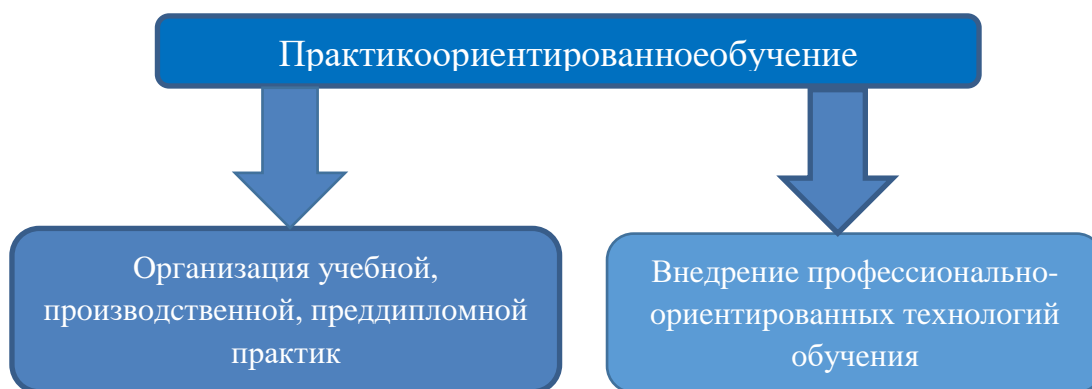 Практикоориентированноеобучение
Организация учебной,
производственной, преддипломной
практик
Внедрение профессионально-
ориентированных технологий
обучения